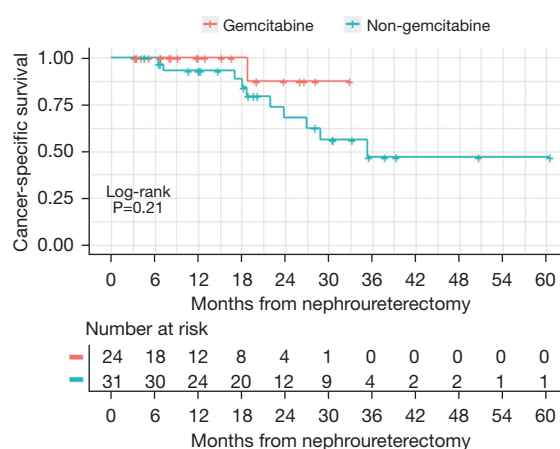 Gemcitabine Non-gemcitabine
Cancer-specific survival
1.00
0.75
0.50
0.25
0.00
Log-rank
P=0.21
0 6 12 18 24 30 36 42 48 54 60
Months from nephroureterectomy
Number at risk
24 18 12 8 4 1 0 0 0 0 0
31 30 24 20 12 9 4 2 2 1 1
0 6 12 18 24 30 36 42 48 54 60
Months from nephroureterectomy